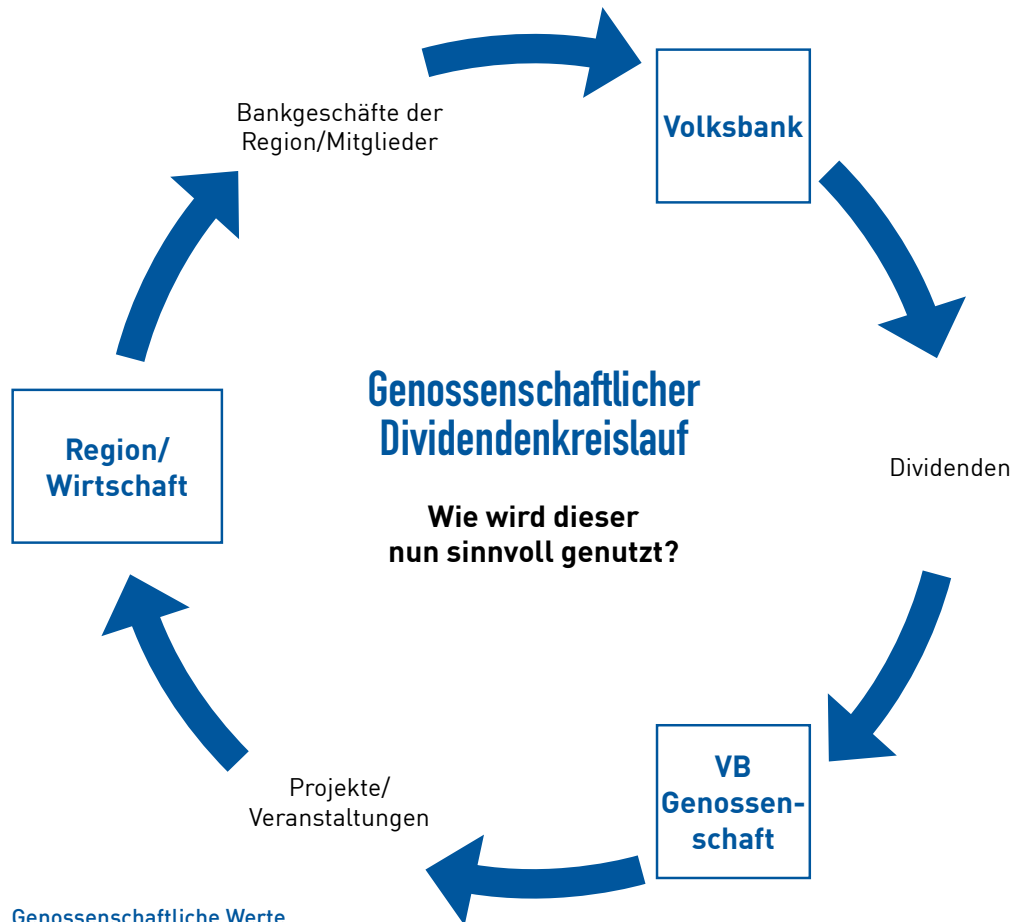 Bankgeschäfte der
Region/Mitglieder
Volksbank
Genossenschaftlicher
Dividendenkreislauf
Wie wird dieser
nun sinnvoll genutzt?
Region/
Wirtschaft
Dividenden
VB
Genossen-
schaft
Projekte/
Veranstaltungen
Genossenschaftliche Werte